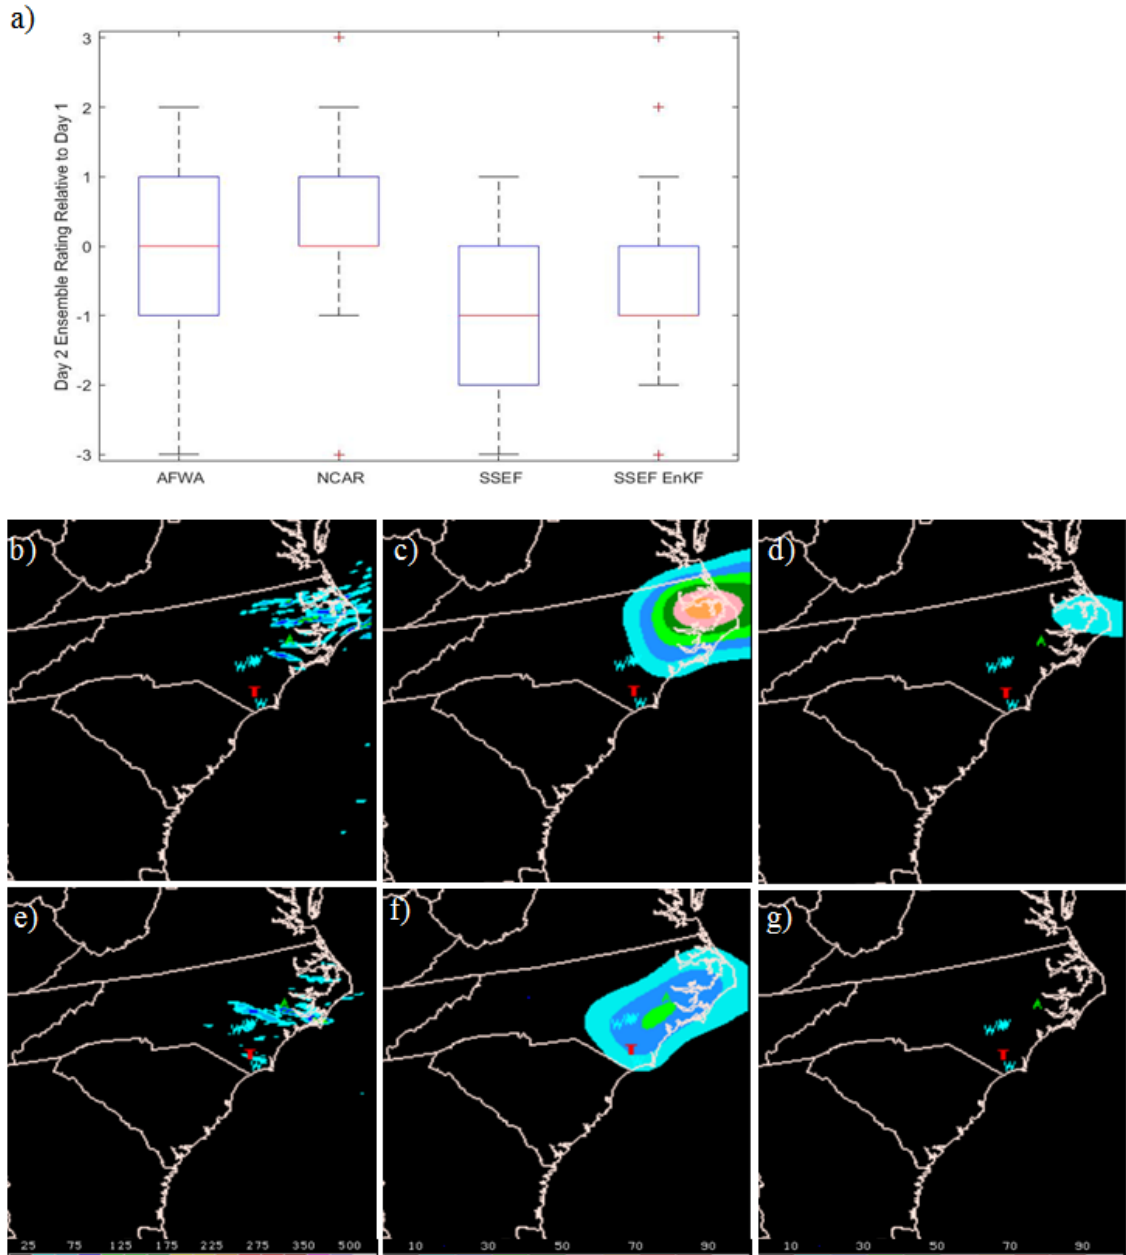 a)
3
2
1
0
-1
-2
-3
Day 2 Ensemble Rating Relative to Day 1
AFWA NCAR SSEF SSEF EnKF
b) c) d)
A
W W
W W W W
T T T
W W W
e) f) g)
A A A
W W W W W W
T T T
W W
25 75 125 175 225 275 350 500 10 30 50 70 90 10 30 50 70 90